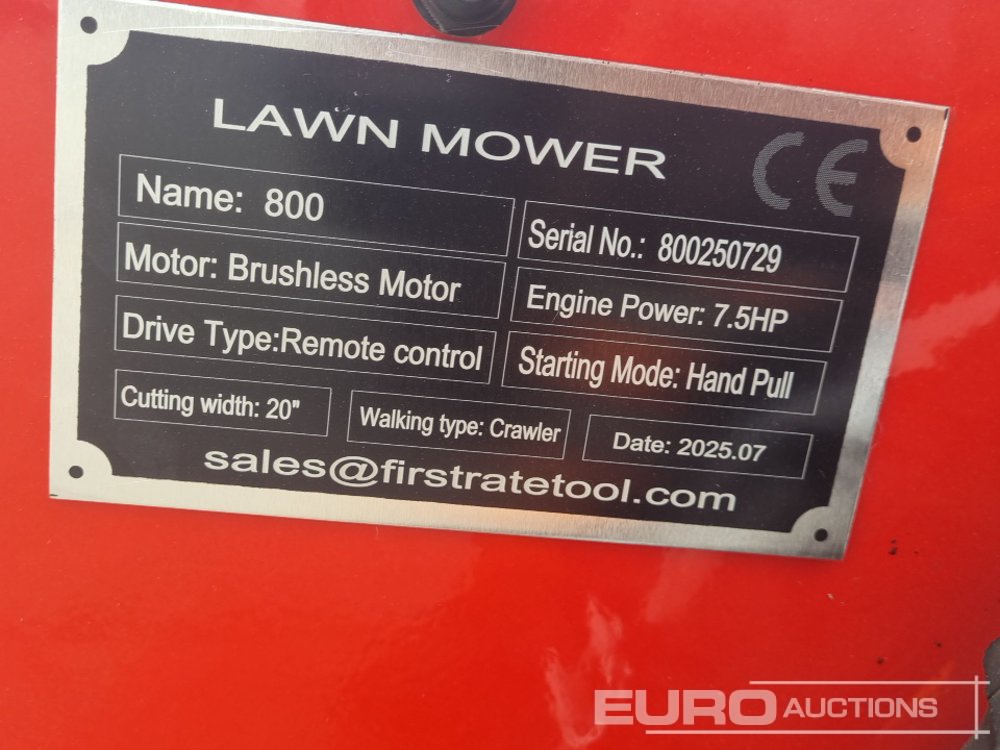 LAWN MOWER
CE
Name: 800
Serial No.: 800250729
Motor: Brushless Motor
Engine Power: 7.5HP
Drive Type:Remote control
Starting Mode: Hand Pull
Cutting width: 20"
Walking type: Crawler
Date: 2025.07
sales@firstratetool.com
EURO AUCTIONS